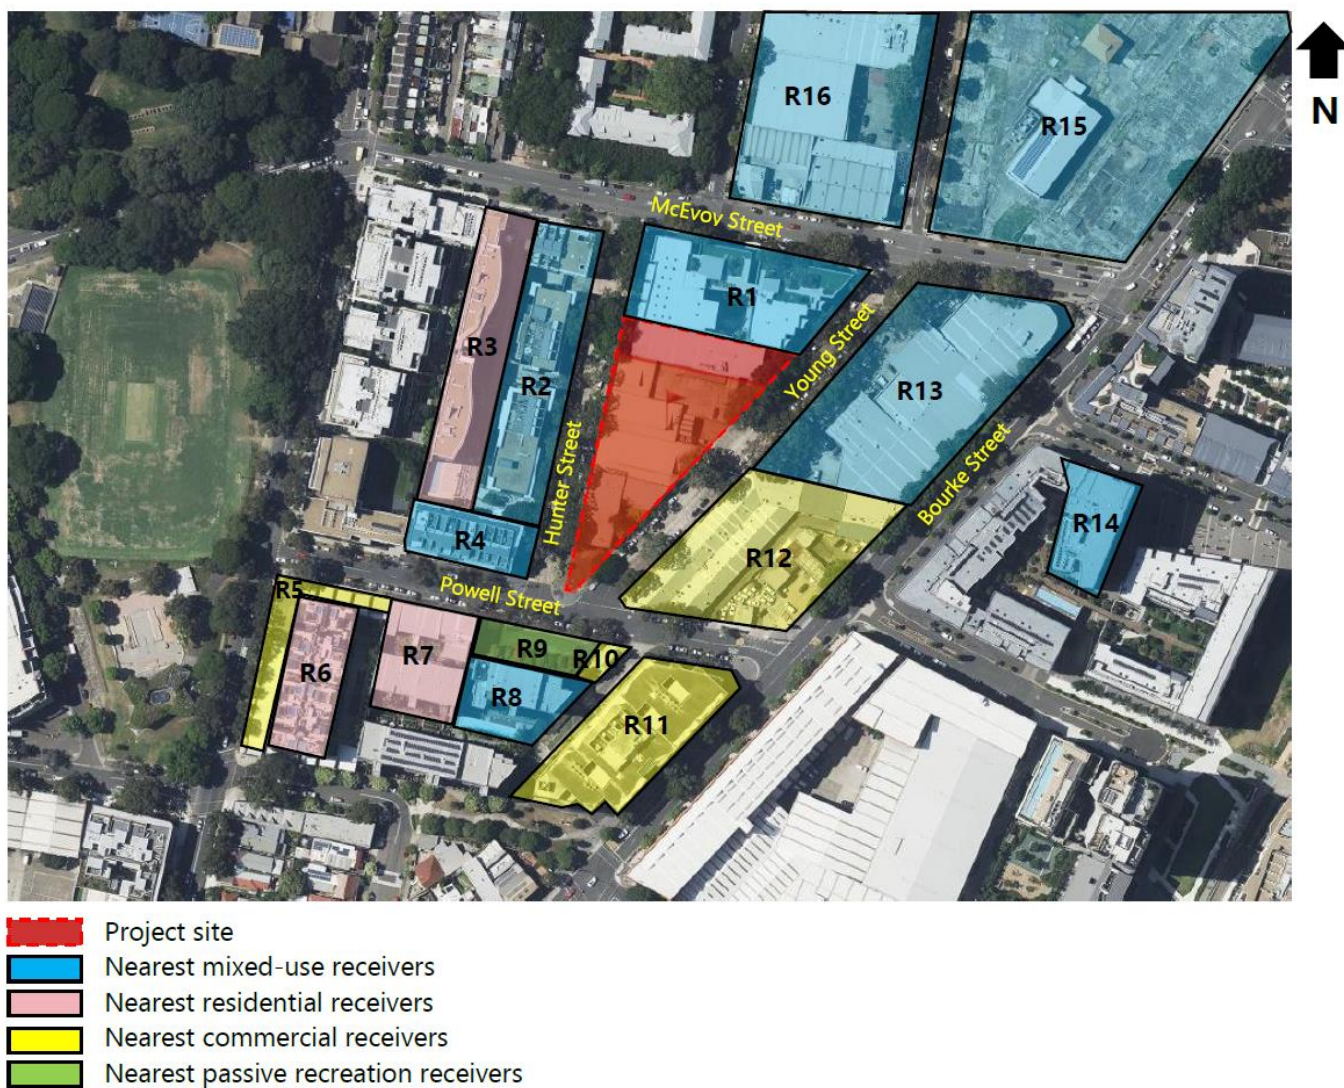 R16
R15
N
McEvoy Street
R1
R3
R2
Young Street
R13
Hunter Street
Bourke Street
R14
R4
R12
Powell Street
R5
R6
R7
R9
R10
R8
R11
Project site
Nearest mixed-use receivers
Nearest residential receivers
Nearest commercial receivers
Nearest passive recreation receivers